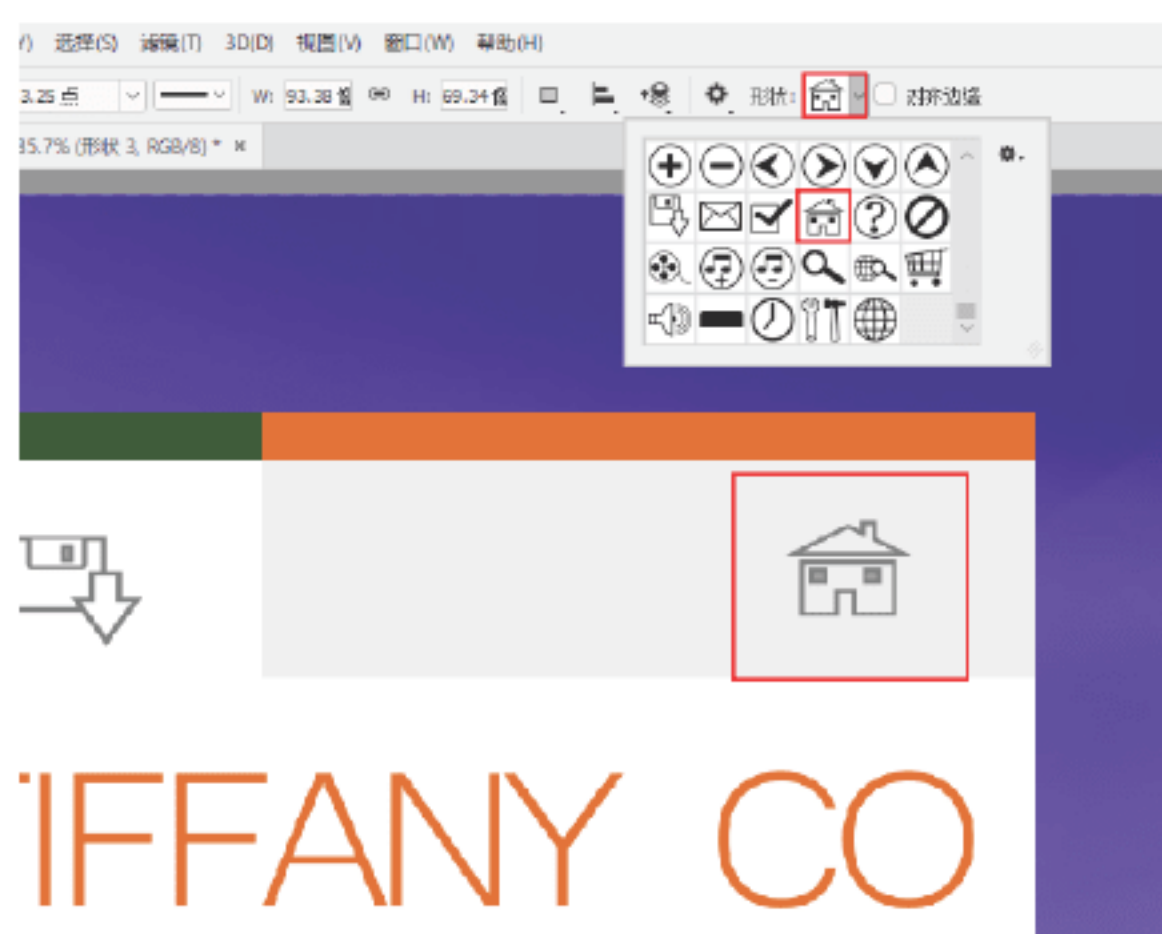 Y) 选择(S) 滤镜(T) 3D(D) 视图(V) 窗口(W) 帮助(H)
3.25 点 W: 93.38 像 H: 69.34 像 形状: 对齐边缘
35.7% (形状 3, RGB/8) *
TIFFANY CO